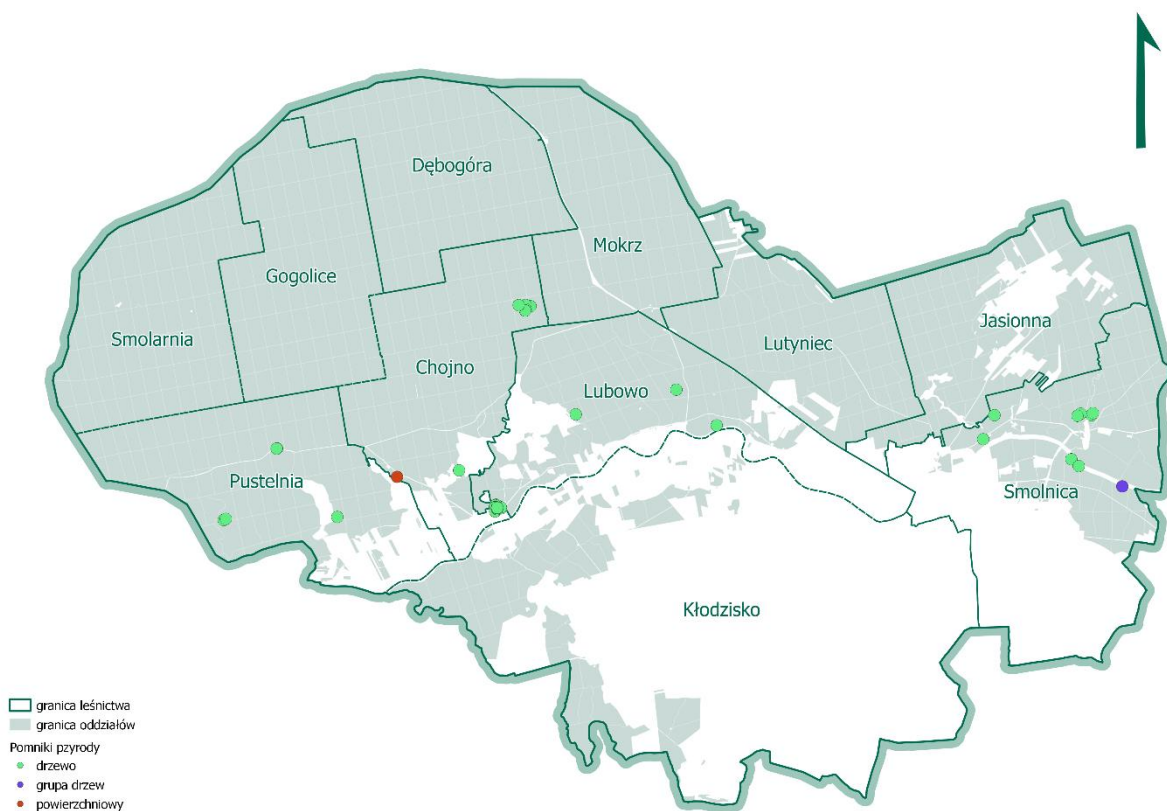 Dębogóra
Mokrz
Gogolice
Jasionna
Smolarnia
Lutyniec
Chojno
Lubowo
Pustelnia
Smolnica
Kłodzisko
granica leśnictwa
granica oddziałów
Pomniki pzyrody
drzewo
grupa drzew
powierzchniowy